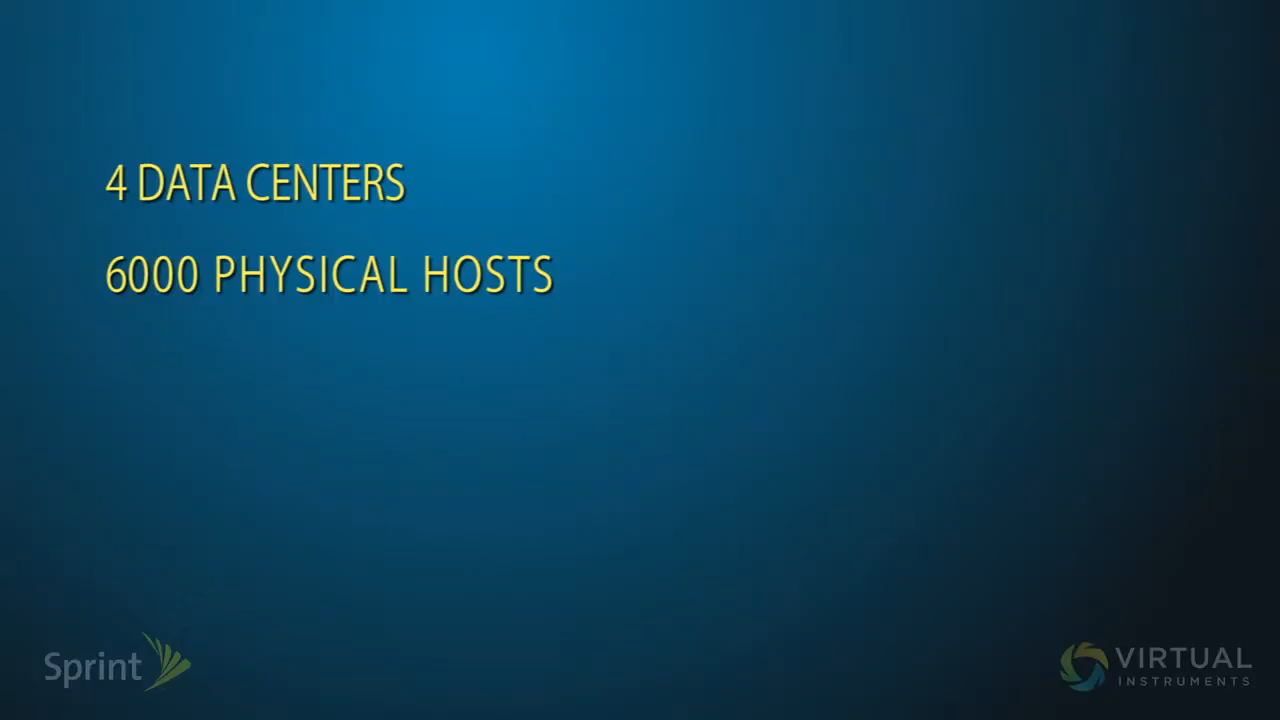 4 DATA CENTERS
6000 PHYSICAL HOSTS
Sprint
VIRTUAL
INSTRUMENTS